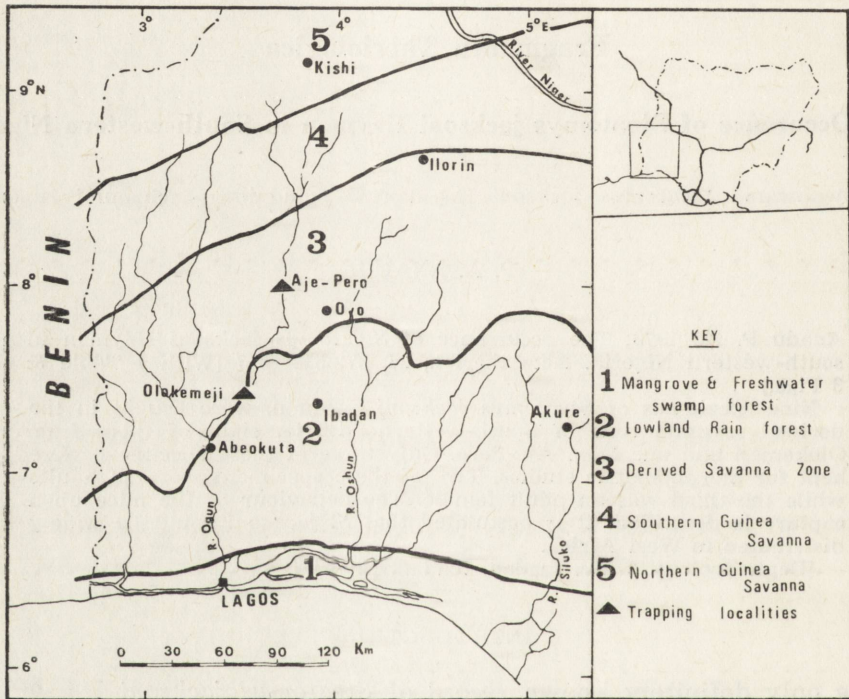 3°
4°
5°E
5
Kishi
River Niger
9°N
4
Ilorin
BENIN
3
8°
Aje-Pero
Oyo
Olokemeji
Ibadan
2
Akure
Abeokuta
7°
R. Ogun
R. Oshun
R. Siluko
1
LAGOS
6°
0 30 60 90 120 Km
KEY
1 Mangrove & Freshwater
swamp forest
2 Lowland Rain forest
3 Derived Savanna Zone
4 Southern Guinea
Savanna
5 Northern Guinea
Savanna
Trapping localities